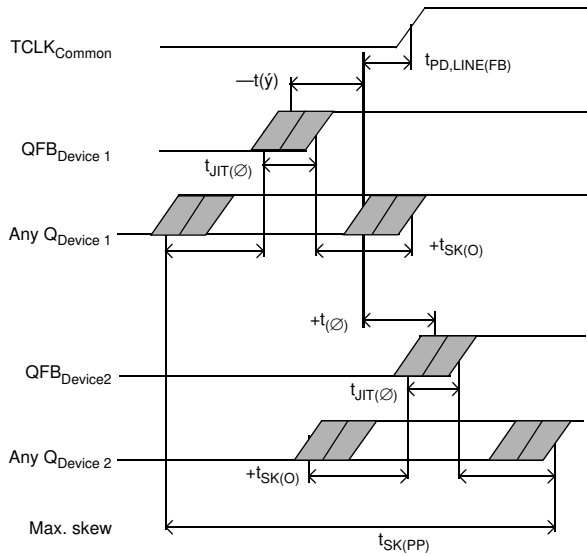 TCLK_Common
t_PD,LINE(FB)
—t(ý)
QFB_Device 1
t_JIT(∅)
Any Q_Device 1
+t_SK(O)
+t_(∅)
QFB_Device2
t_JIT(∅)
Any Q_Device 2
+t_SK(O)
Max. skew
t_SK(PP)